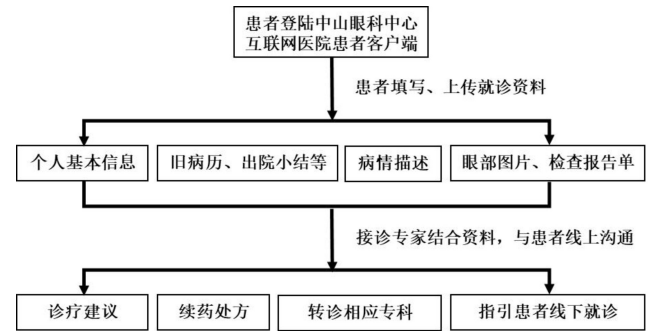 患者登陆中山眼科中心
互联网医院患者客户端
患者填写、上传就诊资料
个人基本信息
旧病历、出院小结等
病情描述
眼部图片、检查报告单
接诊专家结合资料，与患者线上沟通
诊疗建议
续药处方
转诊相应专科
指引患者线下就诊